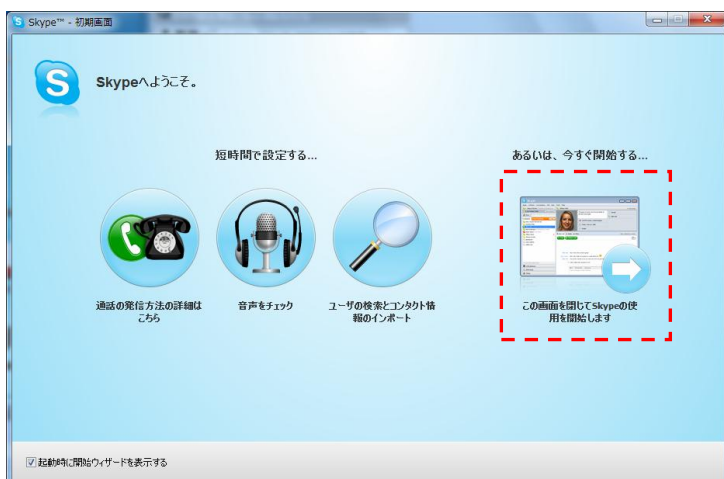 Skype™ - 初期画面
Skypeへようこそ。
短時間で設定する...
あるいは、今すぐ開始する...
通話の発信方法の詳細は
こちら
音声をチェック
ユーザの検索とコンタクト情
報のインポート
この画面を閉じてSkypeの使
用を開始します
起動時に開始ウィザードを表示する